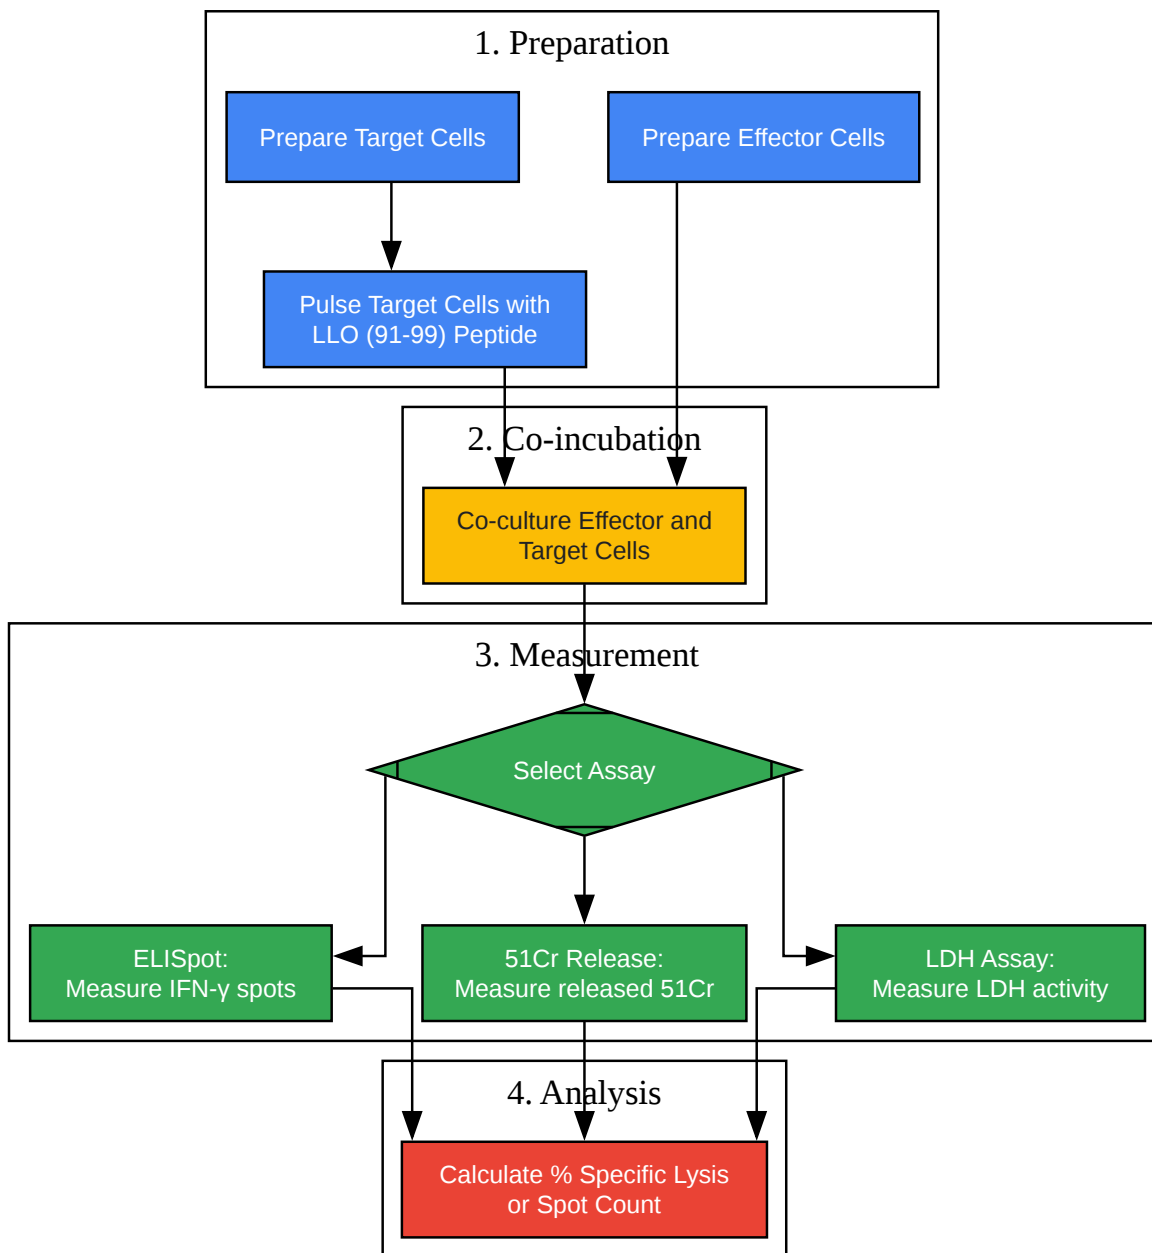 1. Preparation
Prepare Target Cells
Prepare Effector Cells
Pulse Target Cells with
LLO (91-99) Peptide
2. Co-incubation
Co-culture Effector and
Target Cells
3. Measurement
Select Assay
ELISpot:
Measure IFN-γ spots
51Cr Release:
Measure released 51Cr
LDH Assay:
Measure LDH activity
4. Analysis
Calculate % Specific Lysis
or Spot Count